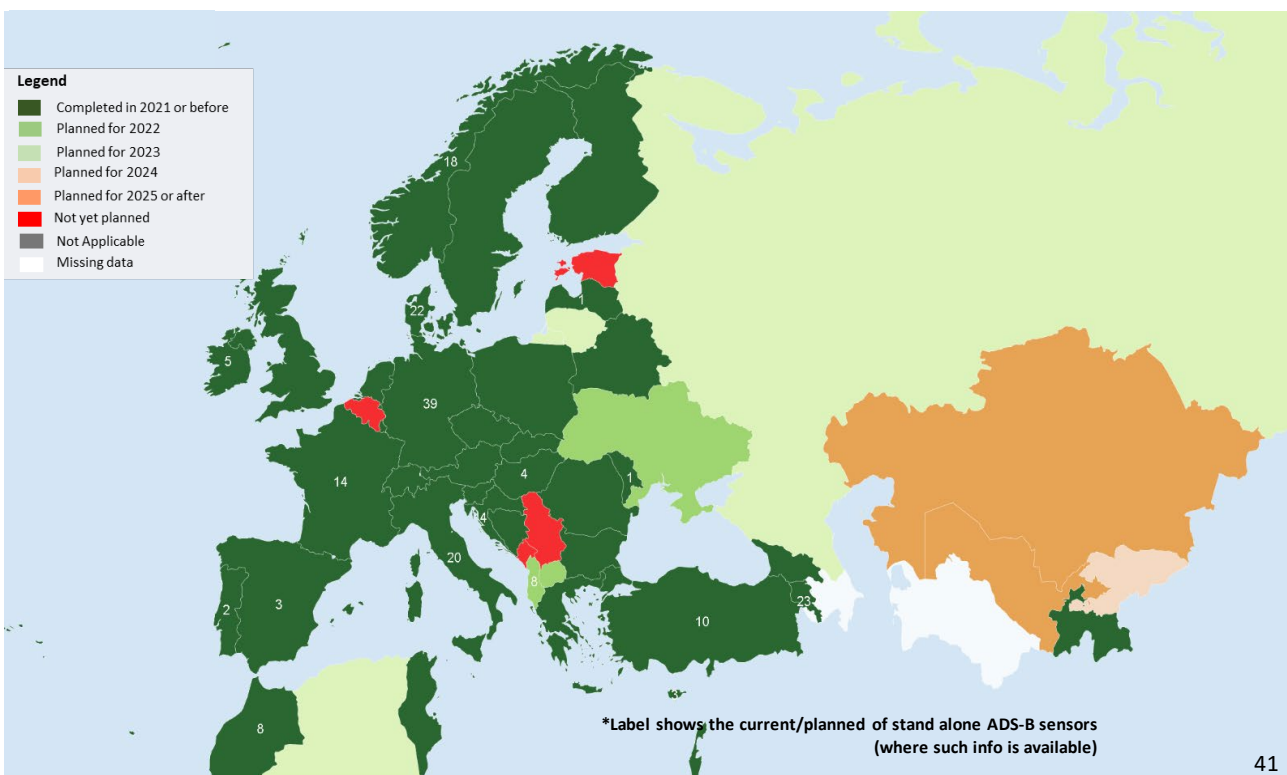 Legend
Completed in 2021 or before
Planned for 2022
Planned for 2023
Planned for 2024
Planned for 2025 or after
Not yet planned
Not Applicable
Missing data
18
1
22
5
39
14
4
1
14
20
8
23
2
3
10
3
8
*Label shows the current/planned of stand alone ADS-B sensors
(where such info is available)
41